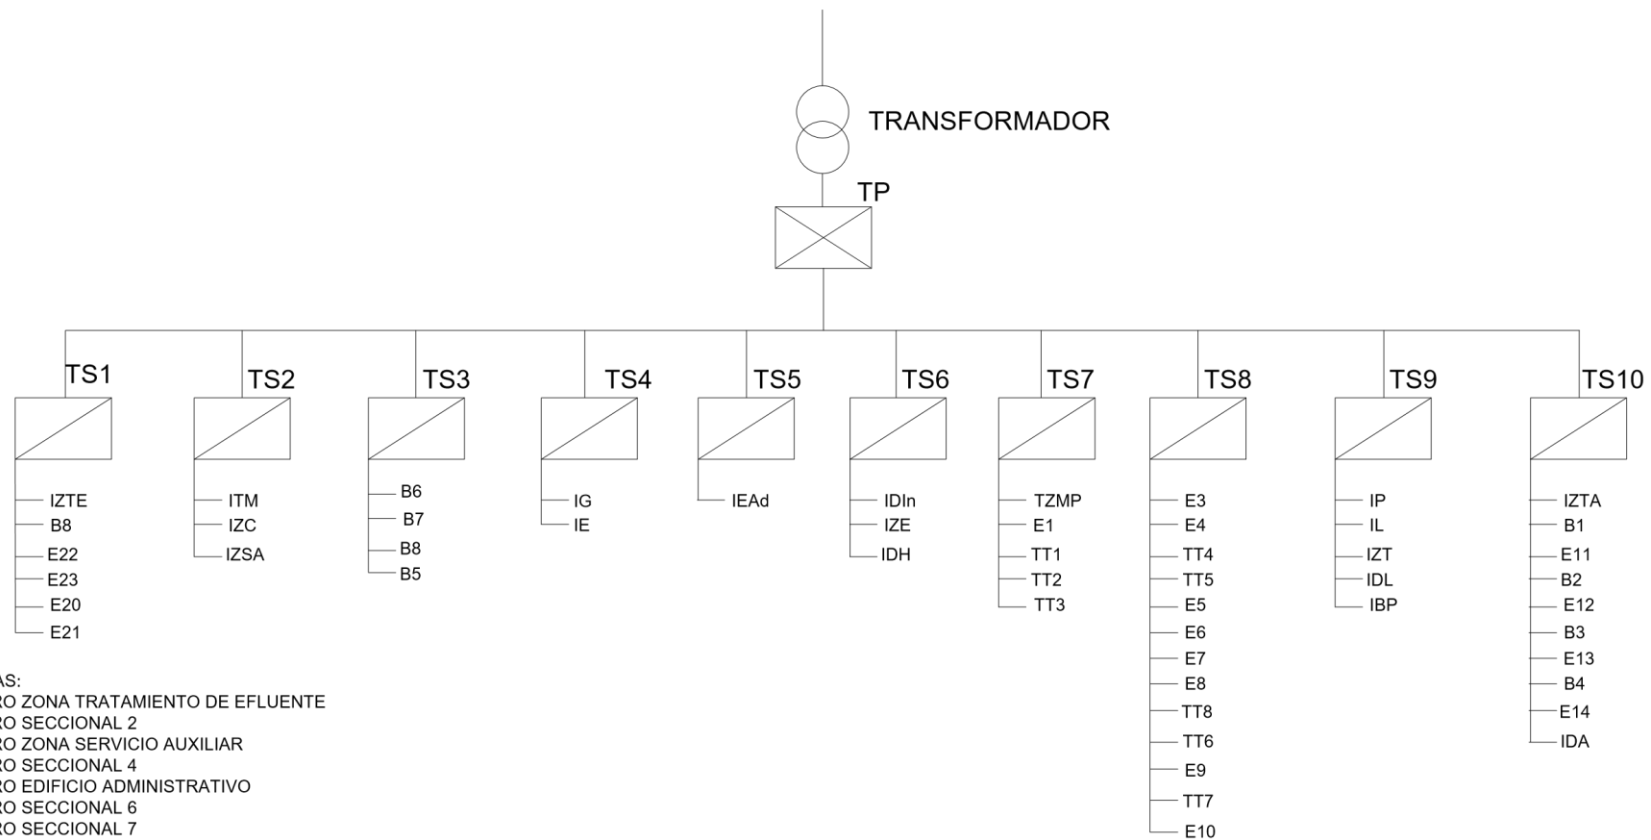 TRANSFORMADOR
TP
TS1
TS2
TS3
TS4
TS5
TS6
TS7
TS8
TS9
TS10
IZTE
B8
E22
E23
E20
E21
ITM
IZC
IZSA
B6
B7
B8
B5
IG
IE
IEAd
IDIn
IZE
IDH
TZMP
E1
TT1
TT2
TT3
E3
E4
TT4
TT5
E5
E6
E7
E8
TT8
TT6
E9
TT7
E10
IP
IL
IZT
IDL
IBP
IZTA
B1
E11
B2
E12
B3
E13
B4
E14
IDA
AS:
RO ZONA TRATAMIENTO DE EFLUENTE
RO SECCIONAL 2
RO ZONA SERVICIO AUXILIAR
RO SECCIONAL 4
RO EDIFICIO ADMINISTRATIVO
RO SECCIONAL 6
RO SECCIONAL 7